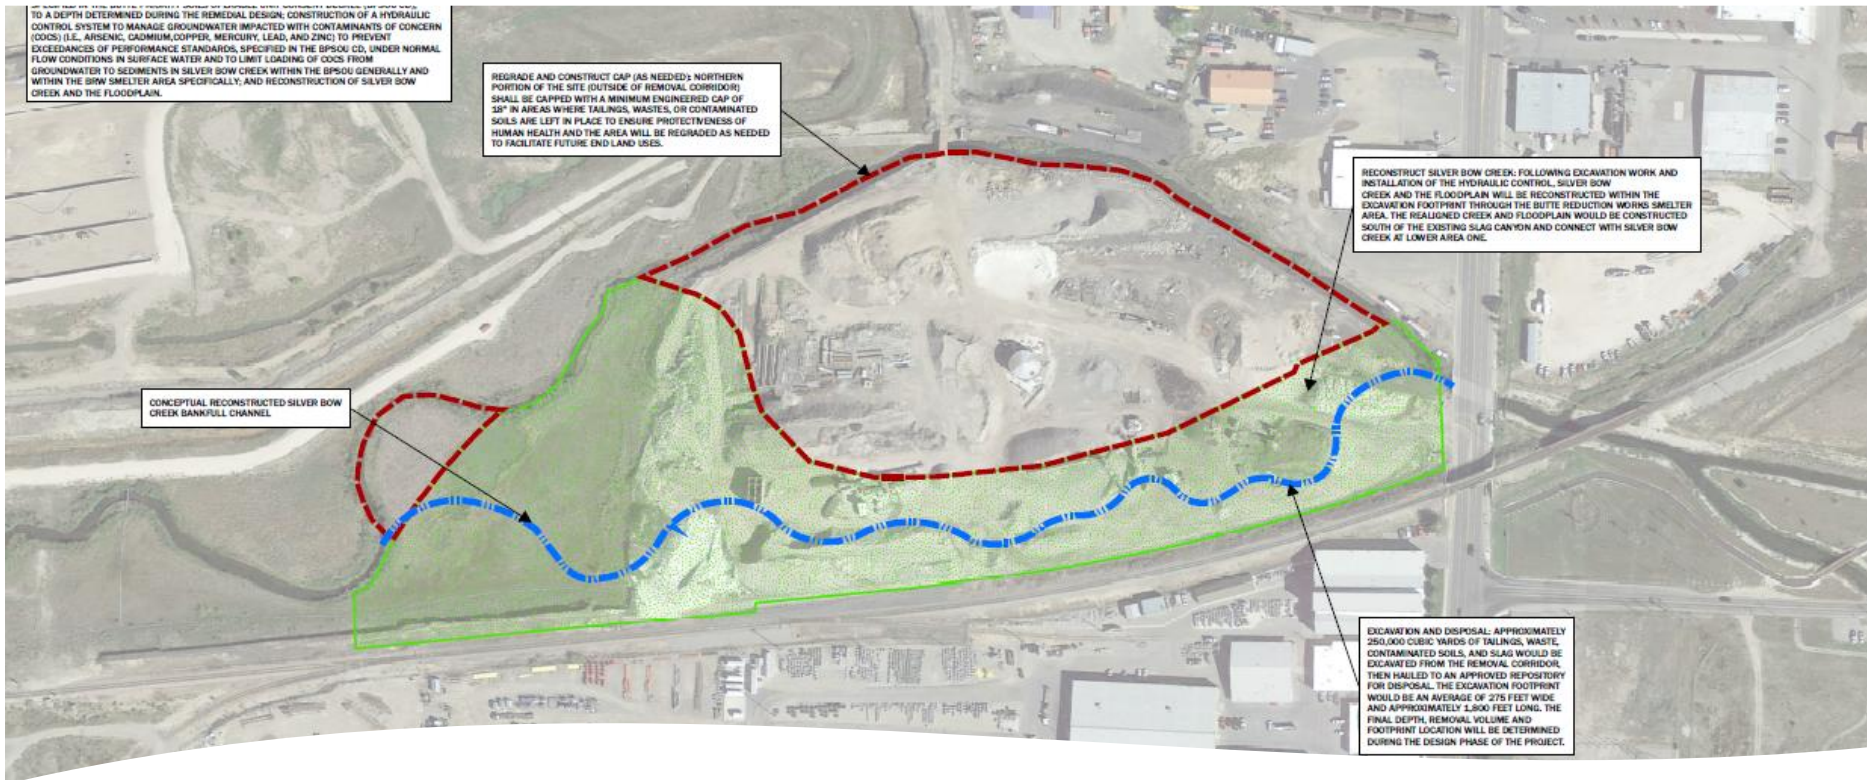 TO A DEPTH DETERMINED DURING THE REMEDIAL DESIGN; CONSTRUCTION OF A HYDRAULIC
CONTROL SYSTEM TO MANAGE GROUNDWATER IMPACTED WITH CONTAMINANTS OF CONCERN
(COCS) (I.E., ARSENIC, CADMIUM,COPPER, MERCURY, LEAD, AND ZINC) TO PREVENT
EXCEEDANCES OF PERFORMANCE STANDARDS, SPECIFIED IN THE BPSOU CD, UNDER NORMAL
FLOW CONDITIONS IN SURFACE WATER AND TO LIMIT LOADING OF COCS FROM
GROUNDWATER TO SEDIMENTS IN SILVER BOW CREEK WITHIN THE BPSOU GENERALLY AND
WITHIN THE BRW SMELTER AREA SPECIFICALLY; AND RECONSTRUCTION OF SILVER BOW
CREEK AND THE FLOODPLAIN.
REGRADE AND CONSTRUCT CAP (AS NEEDED): NORTHERN
PORTION OF THE SITE (OUTSIDE OF REMOVAL CORRIDOR)
SHALL BE CAPPED WITH A MINIMUM ENGINEERED CAP OF
18" IN AREAS WHERE TAILINGS, WASTES, OR CONTAMINATED
SOILS ARE LEFT IN PLACE TO ENSURE PROTECTIVENESS OF
HUMAN HEALTH AND THE AREA WILL BE REGRADED AS NEEDED
TO FACILITATE FUTURE END LAND USES.
RECONSTRUCT SILVER BOW CREEK: FOLLOWING EXCAVATION WORK AND
INSTALLATION OF THE HYDRAULIC CONTROL, SILVER BOW
CREEK AND THE FLOODPLAIN WILL BE RECONSTRUCTED WITHIN THE
EXCAVATION FOOTPRINT THROUGH THE BUTTE REDUCTION WORKS SMELTER
AREA. THE REALIGNED CREEK AND FLOODPLAIN WOULD BE CONSTRUCTED
SOUTH OF THE EXISTING SLAG CANYON AND CONNECT WITH SILVER BOW
CREEK AT LOWER AREA ONE.
CONCEPTUAL RECONSTRUCTED SILVER BOW
CREEK BANKFULL CHANNEL
EXCAVATION AND DISPOSAL: APPROXIMATELY
250,000 CUBIC YARDS OF TAILINGS, WASTE,
CONTAMINATED SOILS, AND SLAG WOULD BE
EXCAVATED FROM THE REMOVAL CORRIDOR,
THEN HAULED TO AN APPROVED REPOSITORY
FOR DISPOSAL. THE EXCAVATION FOOTPRINT
WOULD BE AN AVERAGE OF 275 FEET WIDE
AND APPROXIMATELY 1,800 FEET LONG. THE
FINAL DEPTH, REMOVAL VOLUME AND
FOOTPRINT LOCATION WILL BE DETERMINED
DURING THE DESIGN PHASE OF THE PROJECT.